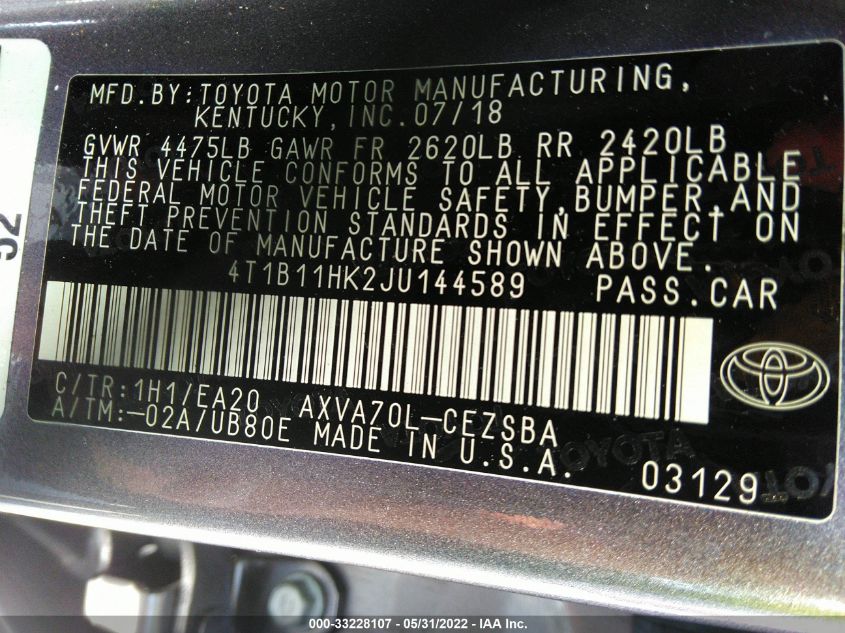 MFD.BY:TOYOTA MOTOR MANUFACTURING,
KENTUCKY,INC.07/18
GVWR 4475LB GAWR FR 2620LB RR 2420LB
THIS VEHICLE CONFORMS TO ALL APPLICABLE
FEDERAL MOTOR VEHICLE SAFETY,BUMPER,AND
THEFT PREVENTION STANDARDS IN EFFECT ON
THE DATE OF MANUFACTURE SHOWN ABOVE.
4T1B11HK2JU144589 PASS.CAR
C/TR:1H1/EA20 AXVA70L-CEZSBA
A/TM:-02A/UB80E MADE IN U.S.A.
03129
TOYOTA
52
000-33228107 - 05/31/2022 - IAA Inc.